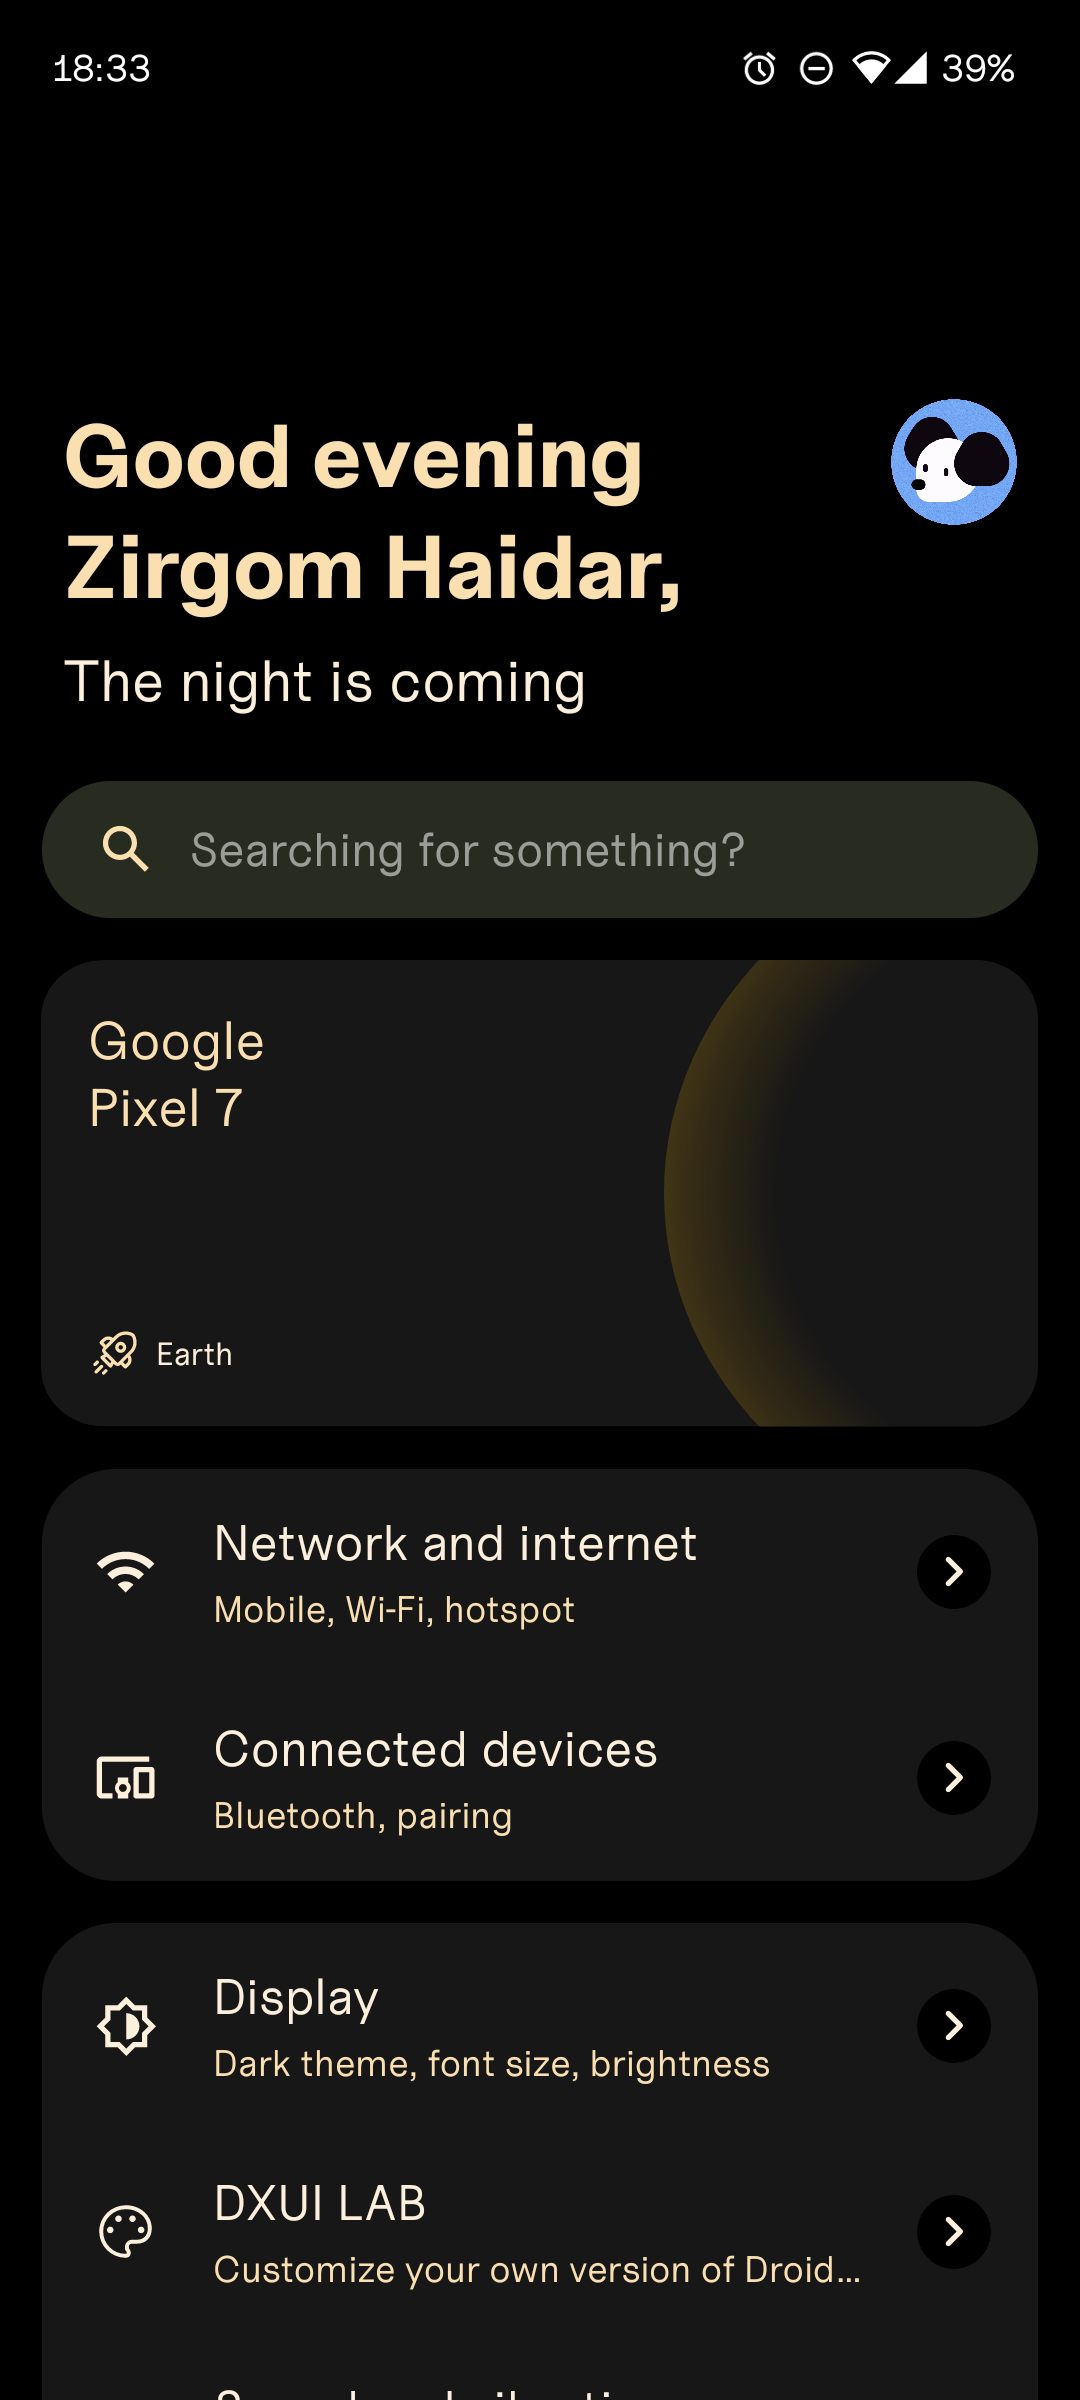 18:33
39%
Good evening
Zirgom Haidar,
The night is coming
Searching for something?
Google
Pixel 7
Earth
Network and internet
Mobile, Wi-Fi, hotspot
Connected devices
Bluetooth, pairing
Display
Dark theme, font size, brightness
DXUI LAB
Customize your own version of Droid...